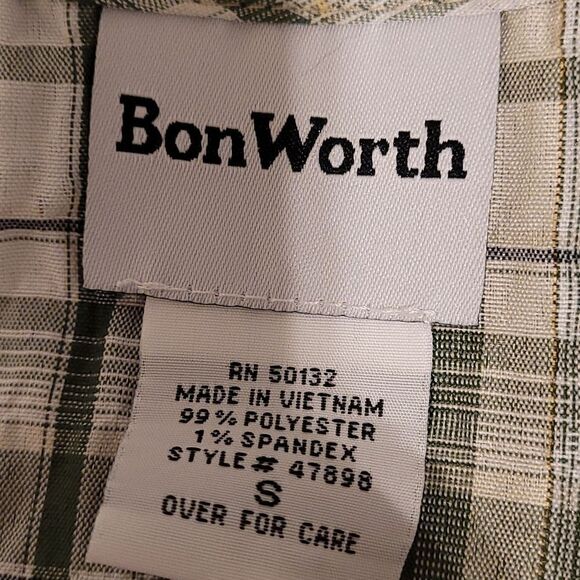 BonWorth
RN 50132
MADE IN VIETNAM
99% POLYESTER
1% SPANDEX
STYLE# 47898
S
OVER FOR CARE